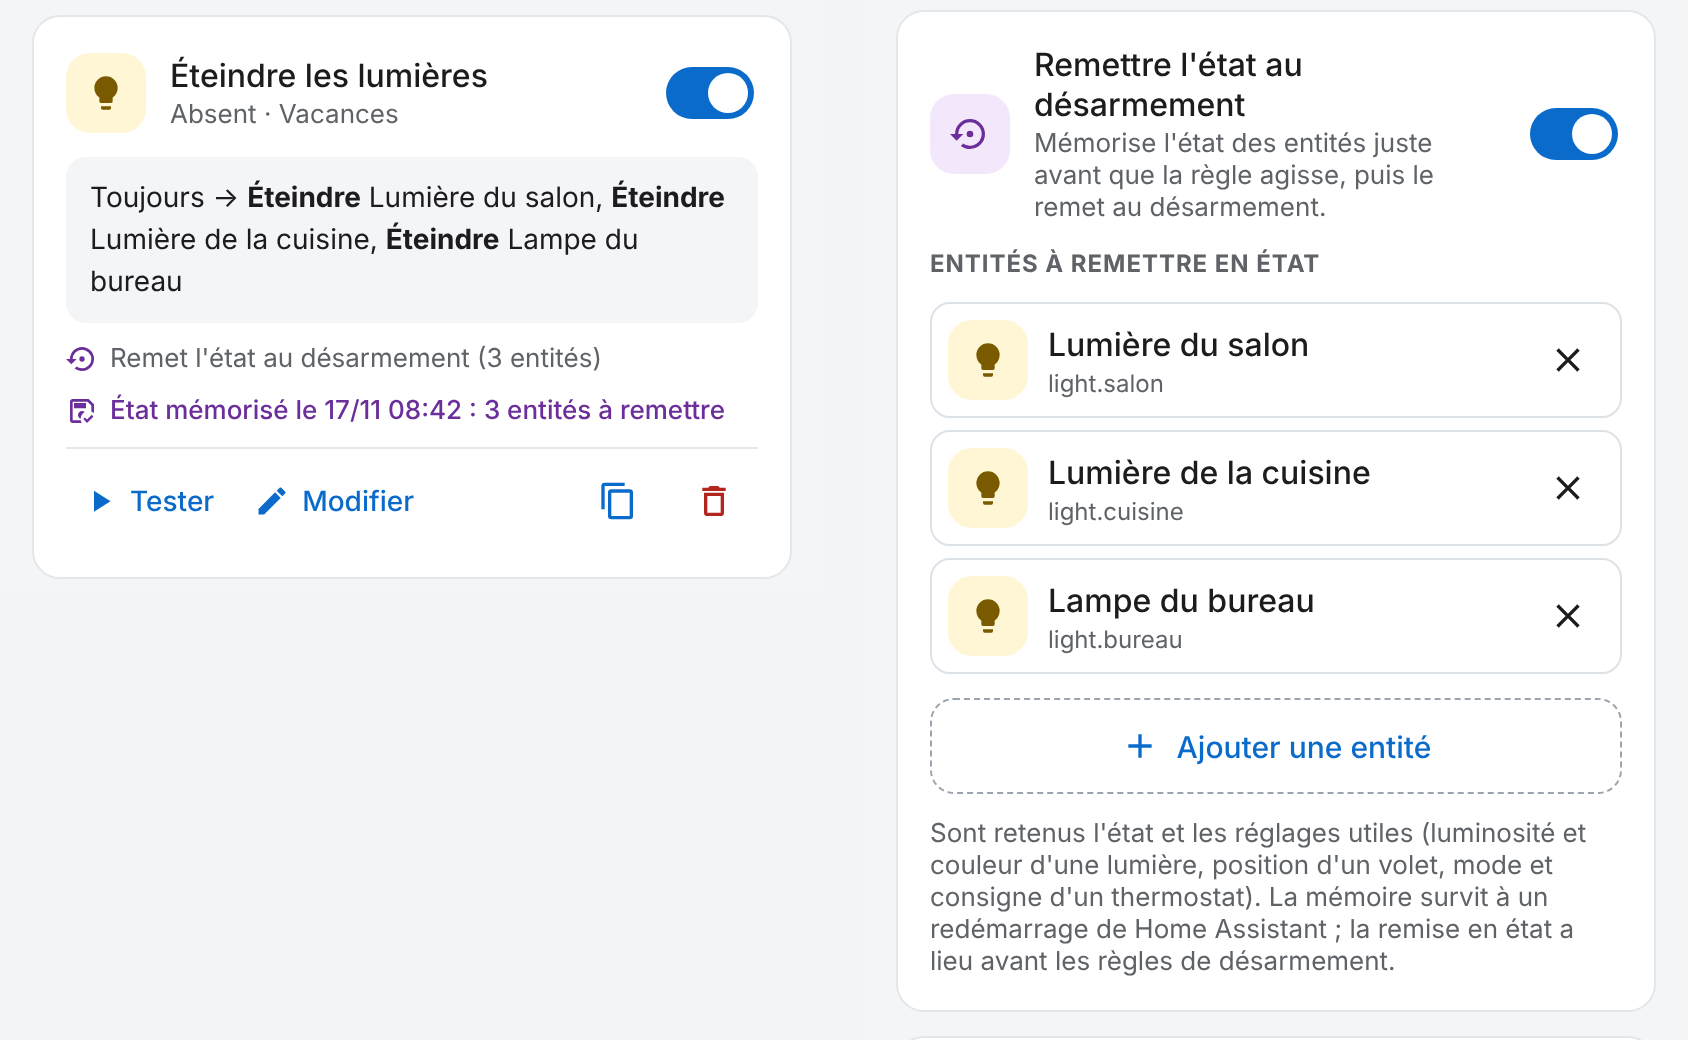 Éteindre les lumières
Absent · Vacances
Toujours → Éteindre Lumière du salon, Éteindre
Lumière de la cuisine, Éteindre Lampe du
bureau
Remet l'état au désarmement (3 entités)
État mémorisé le 17/11 08:42 : 3 entités à remettre
Tester
Modifier
Remettre l'état au
désarmement
Mémorise l'état des entités juste
avant que la règle agisse, puis le
remet au désarmement.
ENTITÉS À REMETTRE EN ÉTAT
Lumière du salon
light.salon
Lumière de la cuisine
light.cuisine
Lampe du bureau
light.bureau
Ajouter une entité
Sont retenus l'état et les réglages utiles (luminosité et
couleur d'une lumière, position d'un volet, mode et
consigne d'un thermostat). La mémoire survit à un
redémarrage de Home Assistant ; la remise en état a
lieu avant les règles de désarmement.